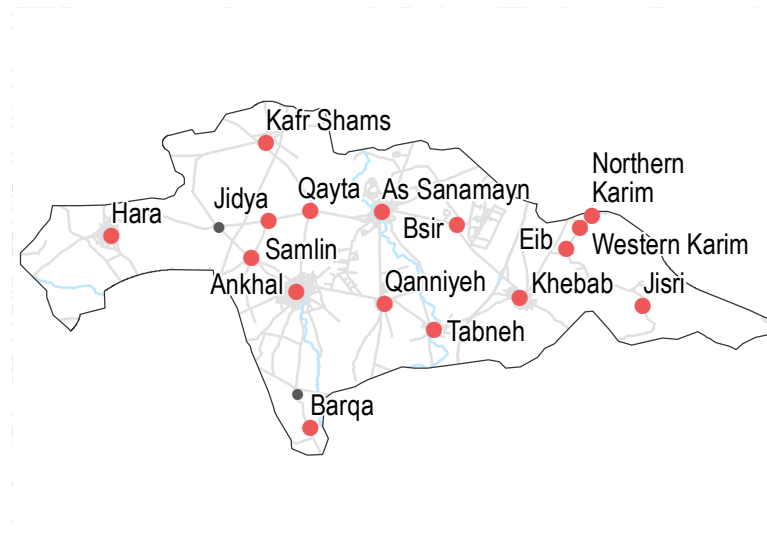 Kafr Shams
Northern
Karim
Hara
Jidya
Qayta
As Sanamayn
Bsir
Eib
Western Karim
Samlin
Ankhal
Qanniyeh
Khebab
Jisri
Tabneh
Barqa